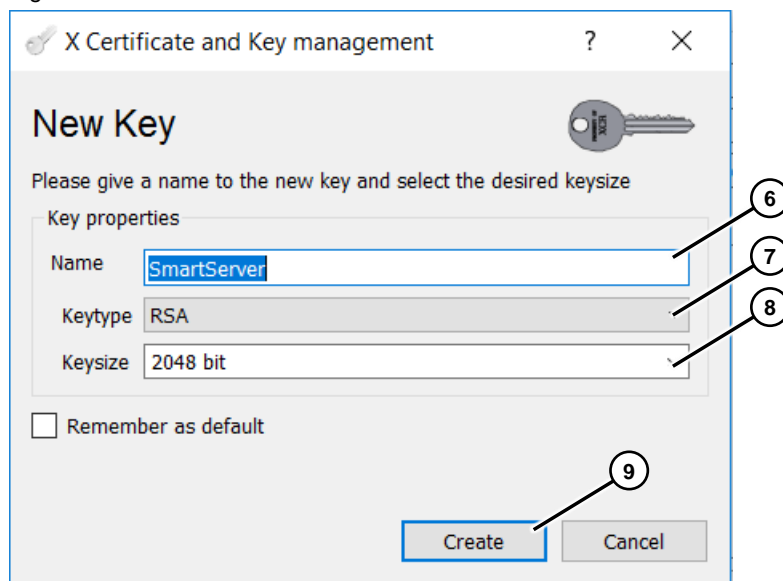 X Certificate and Key management
?
New Key
Please give a name to the new key and select the desired keysize
Key properties
6
Name
SmartServer
7
Keytype
RSA
8
Keysize
2048 bit
Remember as default
9
Create
Cancel